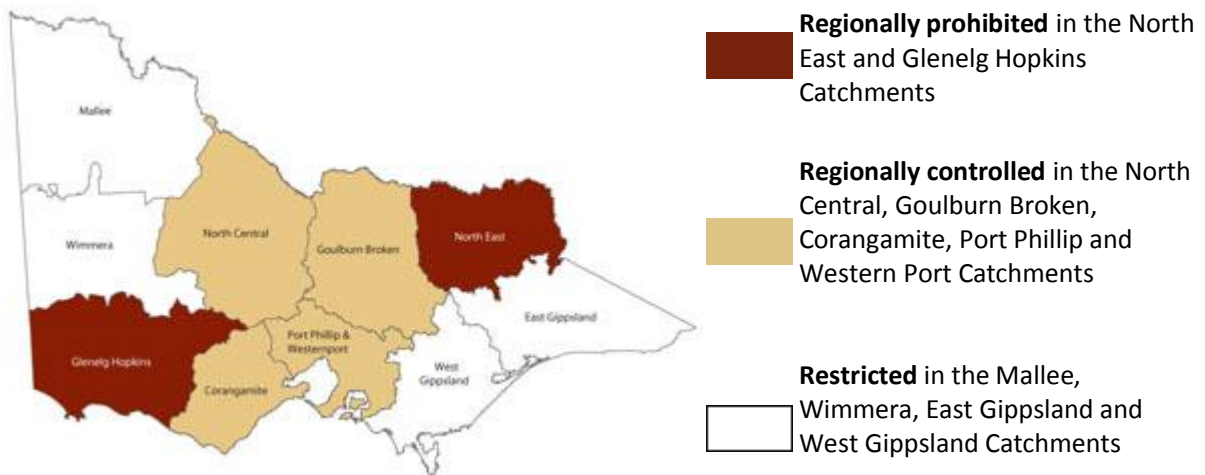 Mallee
Wimmera
North Central
Goulburn Broken
North East
Glenelg Hopkins
Corangamite
Port Phillip &
Westernport
West
Gippsland
East Gippsland
Regionally prohibited in the North
East and Glenelg Hopkins
Catchments
Regionally controlled in the North
Central, Goulburn Broken,
Corangamite, Port Phillip and
Western Port Catchments
Restricted in the Mallee,
Wimmera, East Gippsland and
West Gippsland Catchments